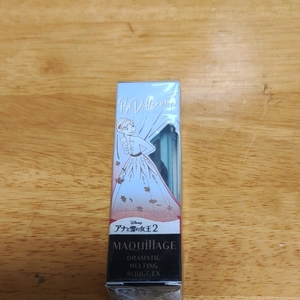 Disney
アナと雪の女王2
MAQuillAGE
DRAMATIC
MELTING
ROUGE EX